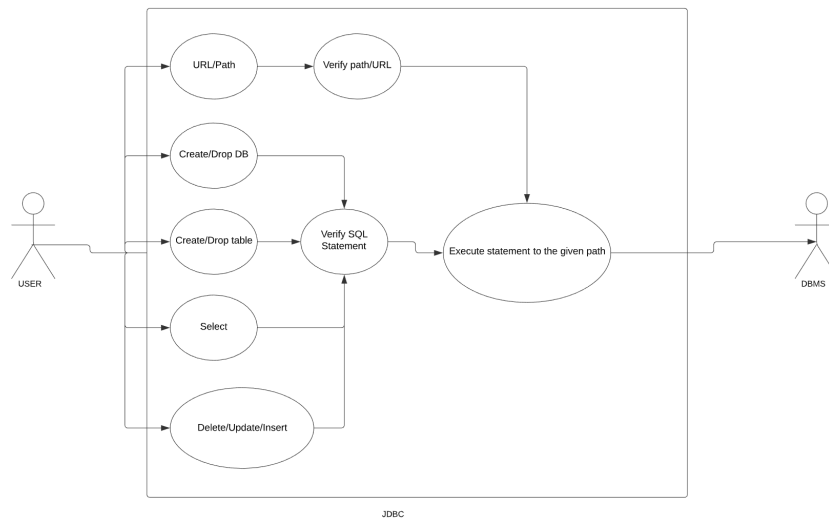 URL/Path
Verify path/URL
Create/Drop DB
Create/Drop table
Verify SQL
Statement
Execute statement to the given path
USER
DBMS
Select
Delete/Update/Insert
JDBC